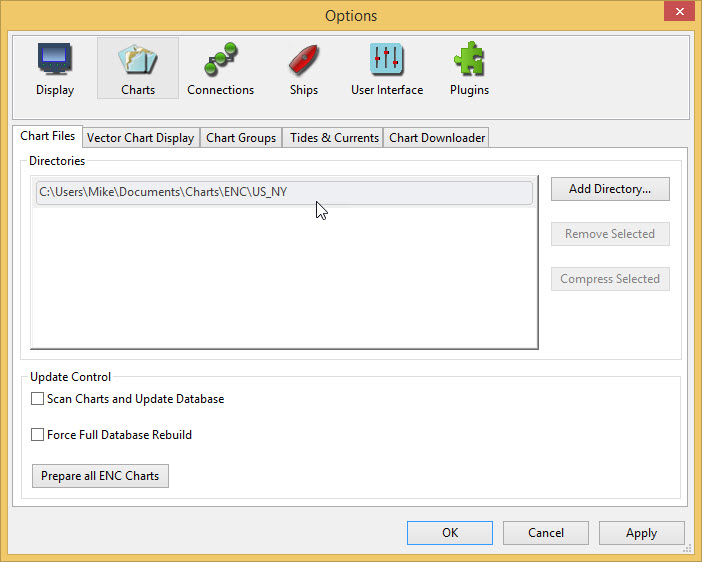 Options
Display Charts Connections Ships User Interface Plugins
Chart Files Vector Chart Display Chart Groups Tides & Currents Chart Downloader
Directories
C:\Users\Mike\Documents\Charts\ENC\US_NY
Add Directory...
Remove Selected
Compress Selected
Update Control
Scan Charts and Update Database
Force Full Database Rebuild
Prepare all ENC Charts
OK Cancel Apply